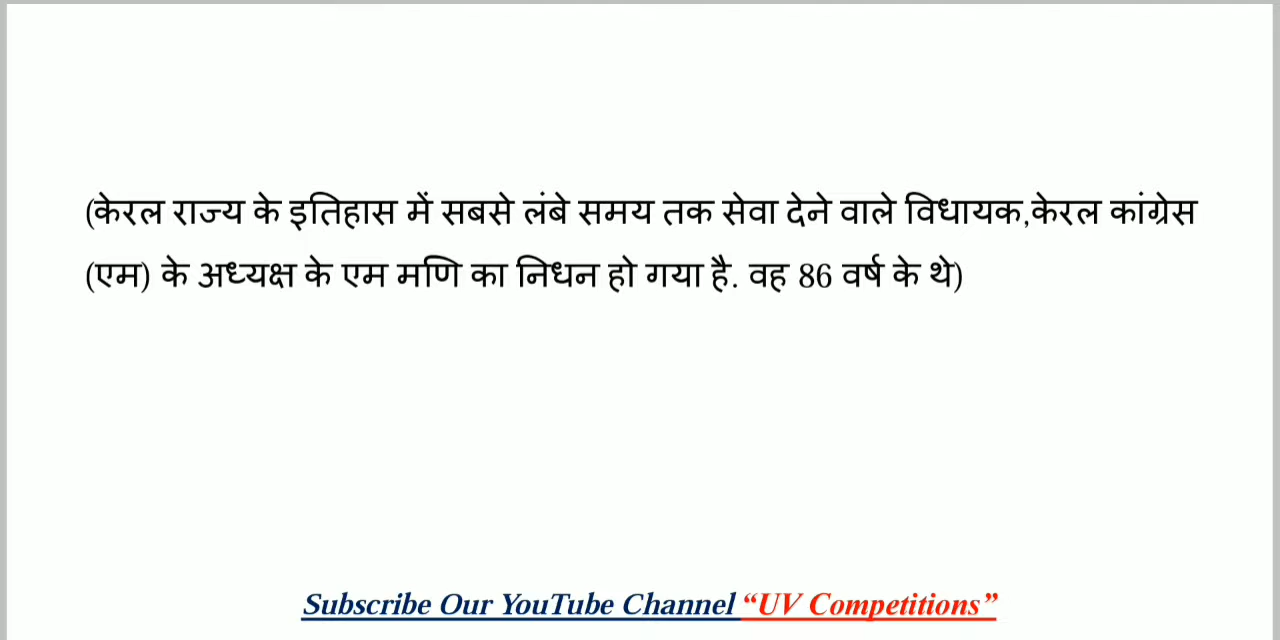 (केरल राज्य के इतिहास में सबसे लंबे समय तक सेवा देने वाले विधायक,केरल कांग्रेस
(एम) के अध्यक्ष के एम मणि का निधन हो गया है. वह 86 वर्ष के थे)
Subscribe Our YouTube Channel “UV Competitions”